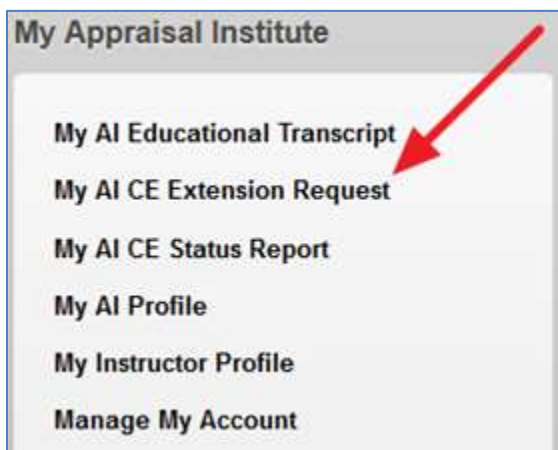 My Appraisal Institute
My AI Educational Transcript
My AI CE Extension Request
My AI CE Status Report
My AI Profile
My Instructor Profile
Manage My Account